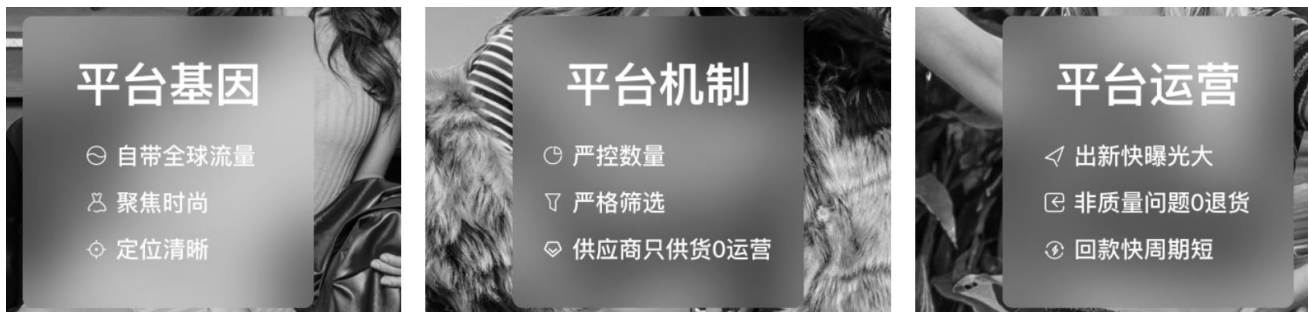 平台基因
自带全球流量
聚焦时尚
定位清晰
平台机制
严控数量
严格筛选
供应商只供货0运营
平台运营
出新快曝光大
非质量问题0退货
回款快周期短